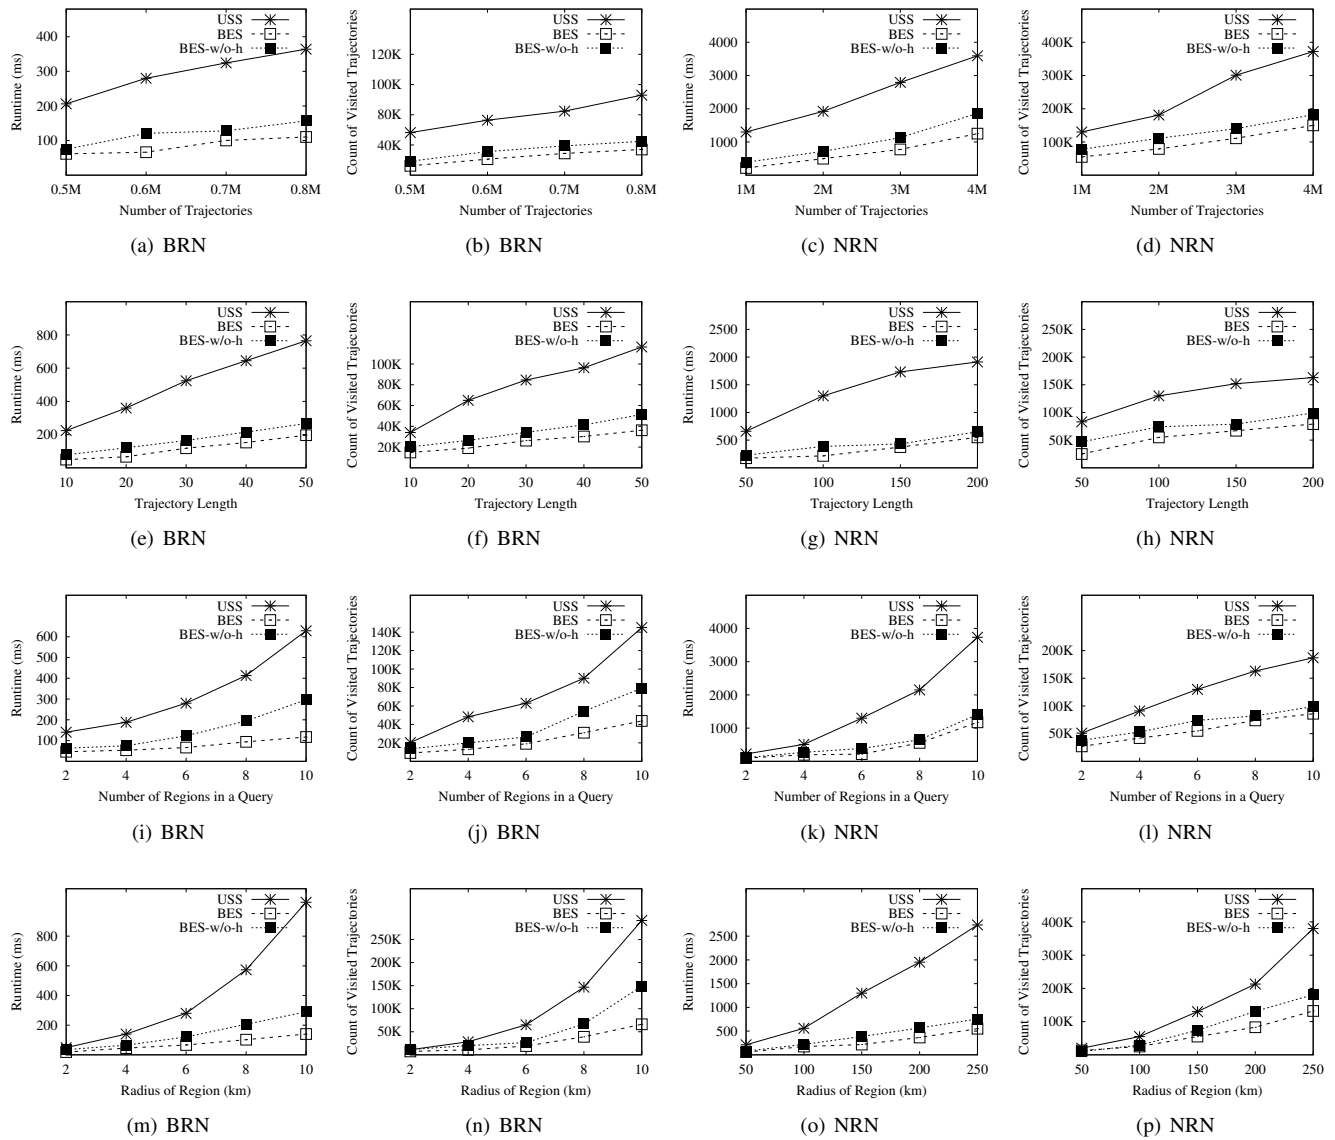 USS
BES
BES-w/o-h
Runtime (ms)
400
300
200
100
0.5M 0.6M 0.7M 0.8M
Number of Trajectories
(a) BRN
USS
BES
BES-w/o-h
Count of Visited Trajectories
120K
80K
40K
0.5M 0.6M 0.7M 0.8M
Number of Trajectories
(b) BRN
USS
BES
BES-w/o-h
Runtime (ms)
4000
3000
2000
1000
1M 2M 3M 4M
Number of Trajectories
(c) NRN
USS
BES
BES-w/o-h
Count of Visited Trajectories
400K
300K
200K
100K
1M 2M 3M 4M
Number of Trajectories
(d) NRN
USS
BES
BES-w/o-h
Runtime (ms)
800
600
400
200
10 20 30 40 50
Trajectory Length
(e) BRN
USS
BES
BES-w/o-h
Count of Visited Trajectories
100K
80K
60K
40K
20K
10 20 30 40 50
Trajectory Length
(f) BRN
USS
BES
BES-w/o-h
Runtime (ms)
2500
2000
1500
1000
500
50 100 150 200
Trajectory Length
(g) NRN
USS
BES
BES-w/o-h
Count of Visited Trajectories
250K
200K
150K
100K
50K
50 100 150 200
Trajectory Length
(h) NRN
USS
BES
BES-w/o-h
Runtime (ms)
600
500
400
300
200
100
2 4 6 8 10
Number of Regions in a Query
(i) BRN
USS
BES
BES-w/o-h
Count of Visited Trajectories
140K
100K
80K
60K
40K
20K
2 4 6 8 10
Number of Regions in a Query
(j) BRN
USS
BES
BES-w/o-h
Runtime (ms)
4000
3000
2000
1000
2 4 6 8 10
Number of Regions in a Query
(k) NRN
USS
BES
BES-w/o-h
Count of Visited Trajectories
200K
150K
100K
50K
2 4 6 8 10
Number of Regions in a Query
(l) NRN
USS
BES
BES-w/o-h
Runtime (ms)
800
600
400
200
2 4 6 8 10
Radius of Region (km)
(m) BRN
USS
BES
BES-w/o-h
Count of Visited Trajectories
250K
150K
100K
50K
2 4 6 8 10
Radius of Region (km)
(n) BRN
USS
BES
BES-w/o-h
Runtime (ms)
2500
2000
1500
1000
500
50 100 150 200 250
Radius of Region (km)
(o) NRN
USS
BES
BES-w/o-h
Count of Visited Trajectories
400K
300K
200K
100K
50 100 150 200 250
Radius of Region (km)
(p) NRN